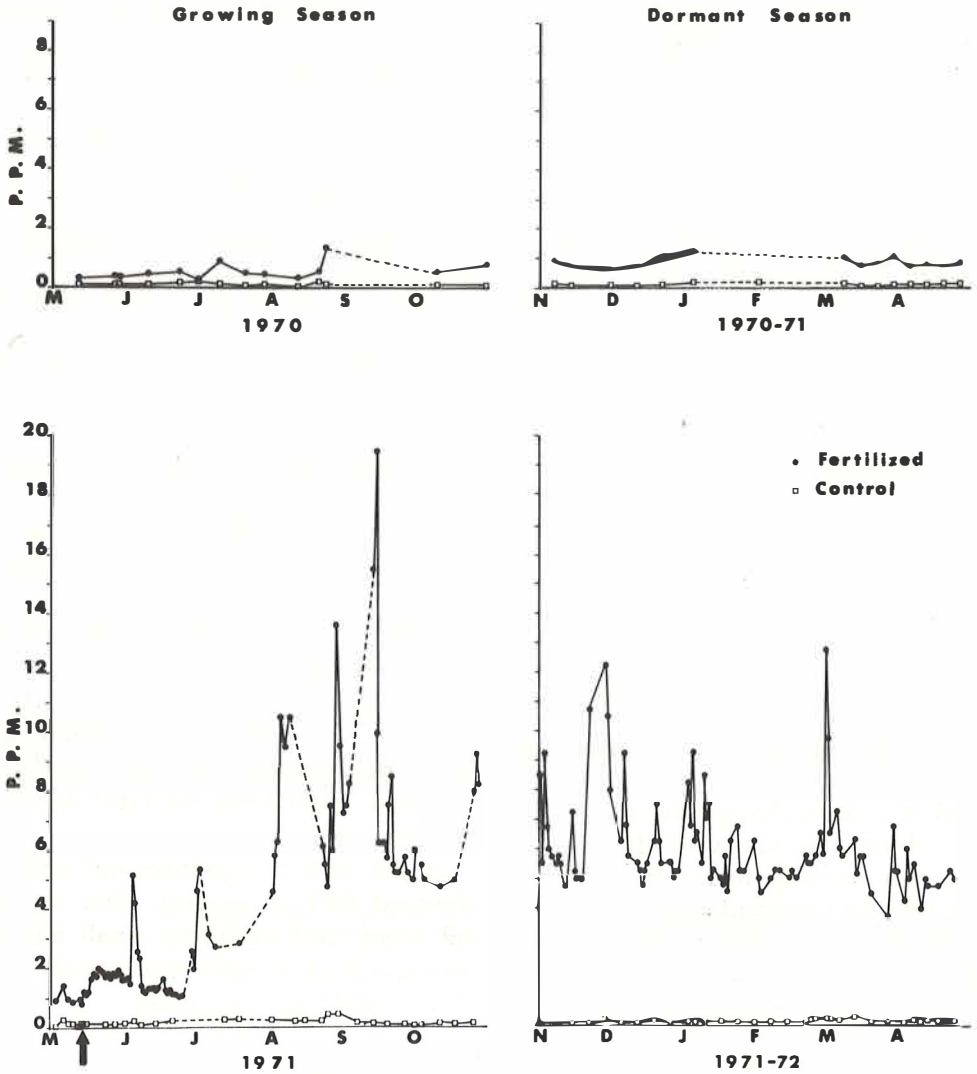 Growing Season
Dormant Season
8
6
4
2
0
P. P. M.
M J J A S O
1970
N D J F M A
1970-71
20
18
16
14
12
10
8
6
4
2
0
P. P. M.
Fertilized
Control
M J J A S O
1971
N D J F M A
1971-72